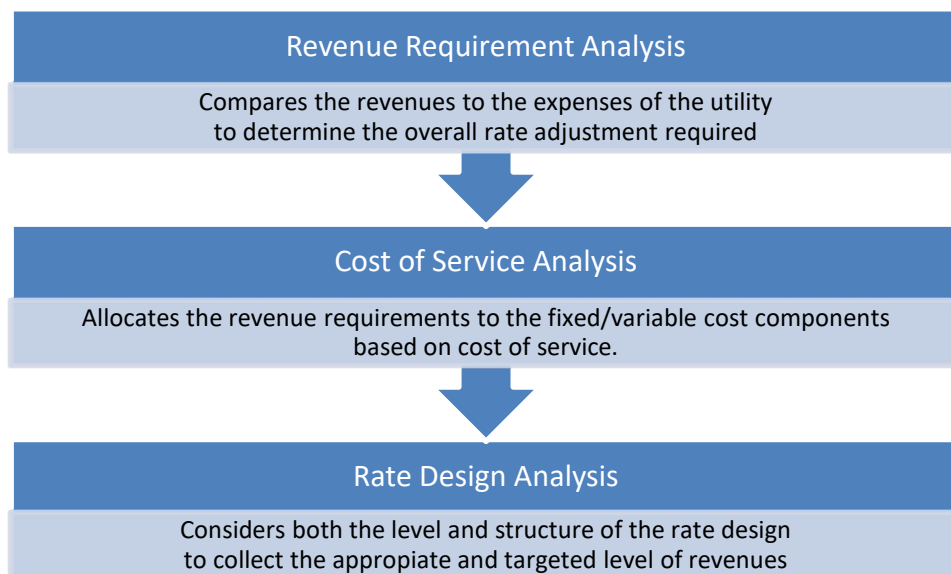 Revenue Requirement Analysis
Compares the revenues to the expenses of the utility
to determine the overall rate adjustment required
Cost of Service Analysis
Allocates the revenue requirements to the fixed/variable cost components
based on cost of service.
Rate Design Analysis
Considers both the level and structure of the rate design
to collect the appropiate and targeted level of revenues